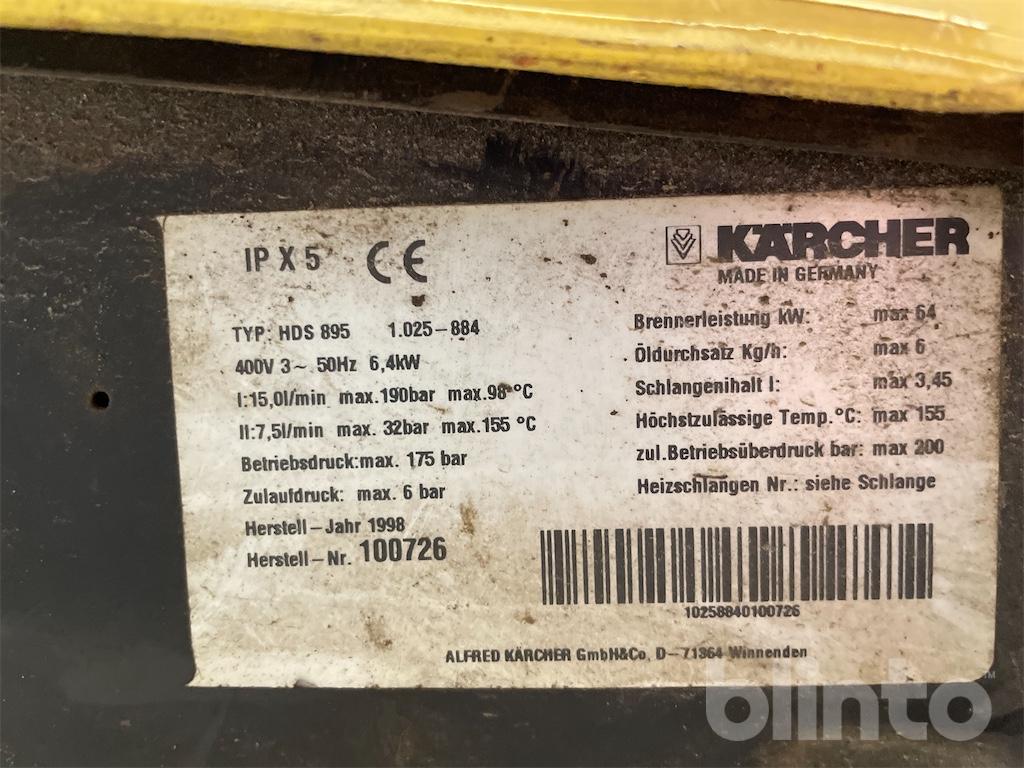 IP X 5 CE
KÄRCHER
MADE IN GERMANY
TYP: HDS 895 1.025-884
400V 3~ 50Hz 6,4kW
I:15,0l/min max.190bar max.98 °C
II:7,5l/min max. 32bar max.155 °C
Betriebsdruck:max. 175 bar
Zulaufdruck: max. 6 bar
Herstell-Jahr 1998
Herstell-Nr. 100726
Brennerleistung kW: max 64
Öldurchsatz Kg/h: max 6
Schlangenihalt l: max 3,45
Höchstzulässige Temp.°C: max 155
zul.Betriebsüberdruck bar: max 200
Heizschlangen Nr.: siehe Schlange
10258840100726
ALFRED KÄRCHER GmbH&Co. D-71364 Winnenden
blinto™